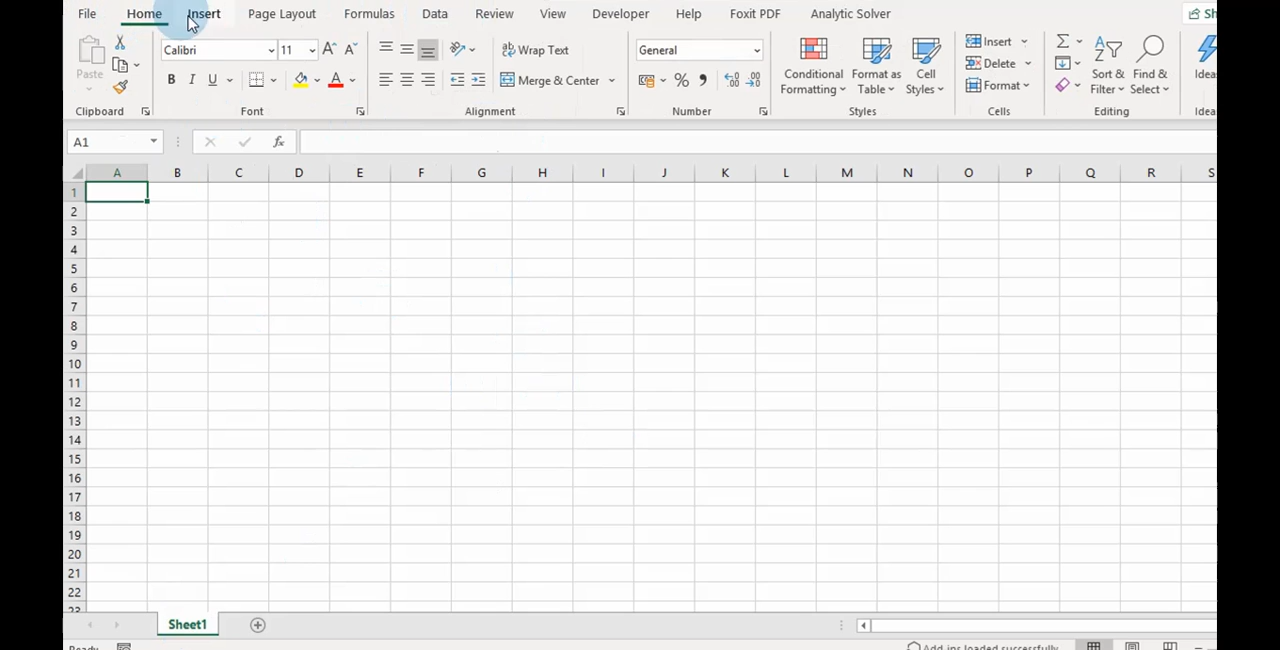 File Home Insert Page Layout Formulas Data Review View Developer Help Foxit PDF Analytic Solver
Calibri 11 Wrap Text General Insert Σ
Paste Conditional Formatting Format as Table Cell Styles Delete Sort & Filter Find & Select Ideas
B I U A Merge & Center % Format
Clipboard Font Alignment Number Styles Cells Editing
A1 fx
A B C D E F G H I J K L M N O P Q R S
1
2
3
4
5
6
7
8
9
10
11
12
13
14
15
16
17
18
19
20
21
22
23
Sheet1
Ready Add-ins loaded successfully